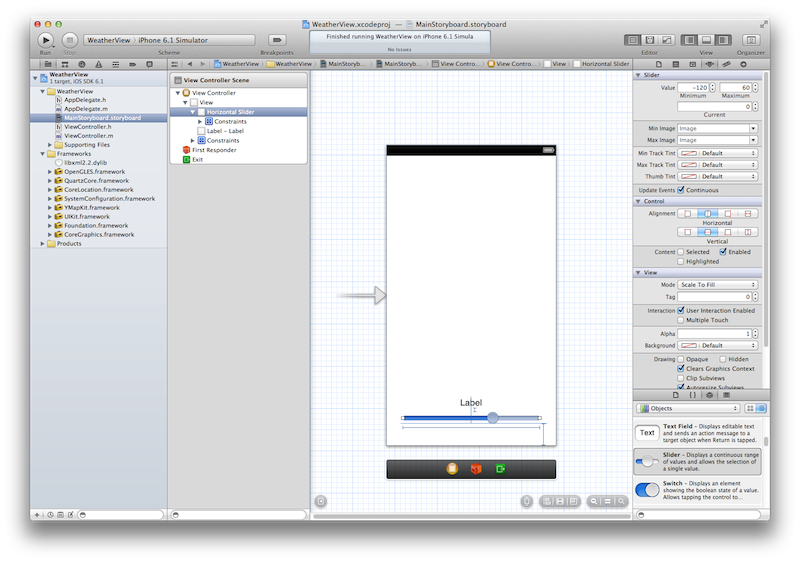 WeatherView.xcodeproj — MainStoryboard.storyboard
WeatherView › iPhone 6.1 Simulator
Finished running WeatherView on iPhone 6.1 Simula
No Issues
Run
Stop
Scheme
Breakpoints
Editor
View
Organizer
WeatherView
WeatherView
MainStoryb...
MainStoryb...
View Contro...
View Contro...
View
Horizontal Slider
WeatherView
1 target, iOS SDK 6.1
WeatherView
AppDelegate.h
AppDelegate.m
MainStoryboard.storyboard
ViewController.h
ViewController.m
Supporting Files
Frameworks
libxml2.2.dylib
OpenGLES.framework
QuartzCore.framework
CoreLocation.framework
SystemConfiguration.framework
YMapKit.framework
UIKit.framework
Foundation.framework
CoreGraphics.framework
Products
View Controller Scene
View Controller
View
Horizontal Slider
Constraints
Label – Label
Constraints
First Responder
Exit
Label
Slider
Value -120 60
Minimum Maximum
0
Current
Min Image Image
Max Image Image
Min Track Tint Default
Max Track Tint Default
Thumb Tint Default
Update Events Continuous
Control
Alignment
Horizontal
Vertical
Content Selected Enabled
Highlighted
View
Mode Scale To Fill
Tag 0
Interaction User Interaction Enabled
Multiple Touch
Alpha 1
Background Default
Drawing Opaque Hidden
Clears Graphics Context
Clip Subviews
Autoresize Subviews
Objects
Text
Text Field – Displays editable text
and sends an action message to a
target object when Return is tapped.
Slider – Displays a continuous range
of values and allows the selection of
a single value.
Switch – Displays an element
showing the boolean state of a value.
Allows tapping the control to...